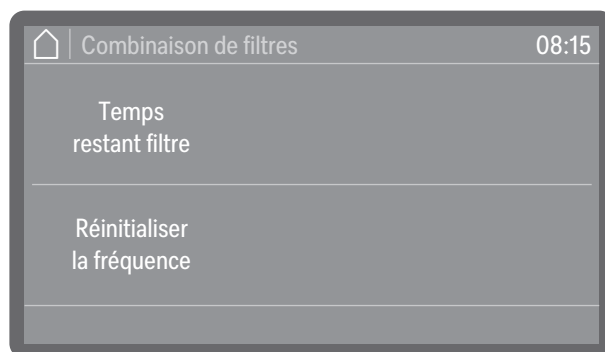 Combinaison de filtres 08:15
Temps
restant filtre
Réinitialiser
la fréquence